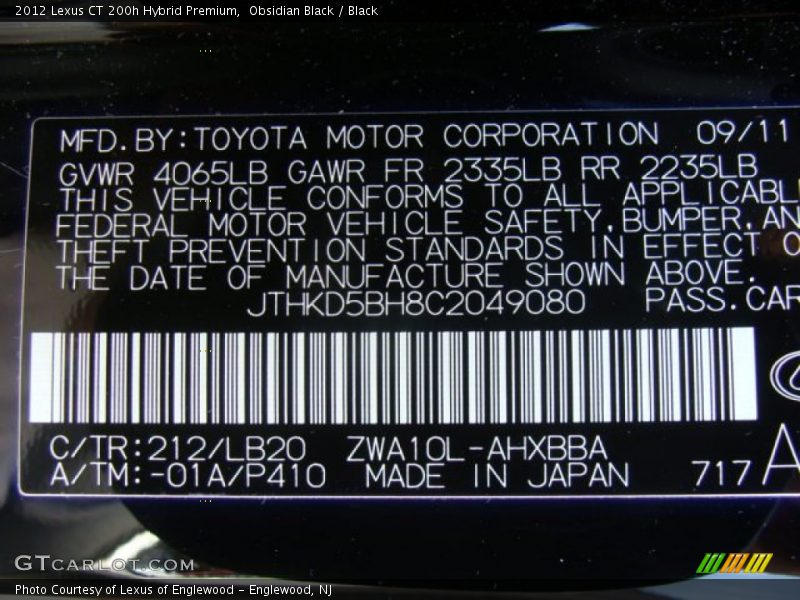 2012 Lexus CT 200h Hybrid Premium, Obsidian Black / Black
MFD.BY:TOYOTA MOTOR CORPORATION 09/11
GVWR 4065LB GAWR FR 2335LB RR 2235LB
THIS VEHICLE CONFORMS TO ALL APPLICABL
FEDERAL MOTOR VEHICLE SAFETY,BUMPER,AN
THEFT PREVENTION STANDARDS IN EFFECT O
THE DATE OF MANUFACTURE SHOWN ABOVE.
JTHKD5BH8C2049080 PASS.CAR
C/TR:212/LB20 ZWA10L-AHXBBA
A/TM:-01A/P410 MADE IN JAPAN 717 A
GTCARLOT.COM
Photo Courtesy of Lexus of Englewood - Englewood, NJ